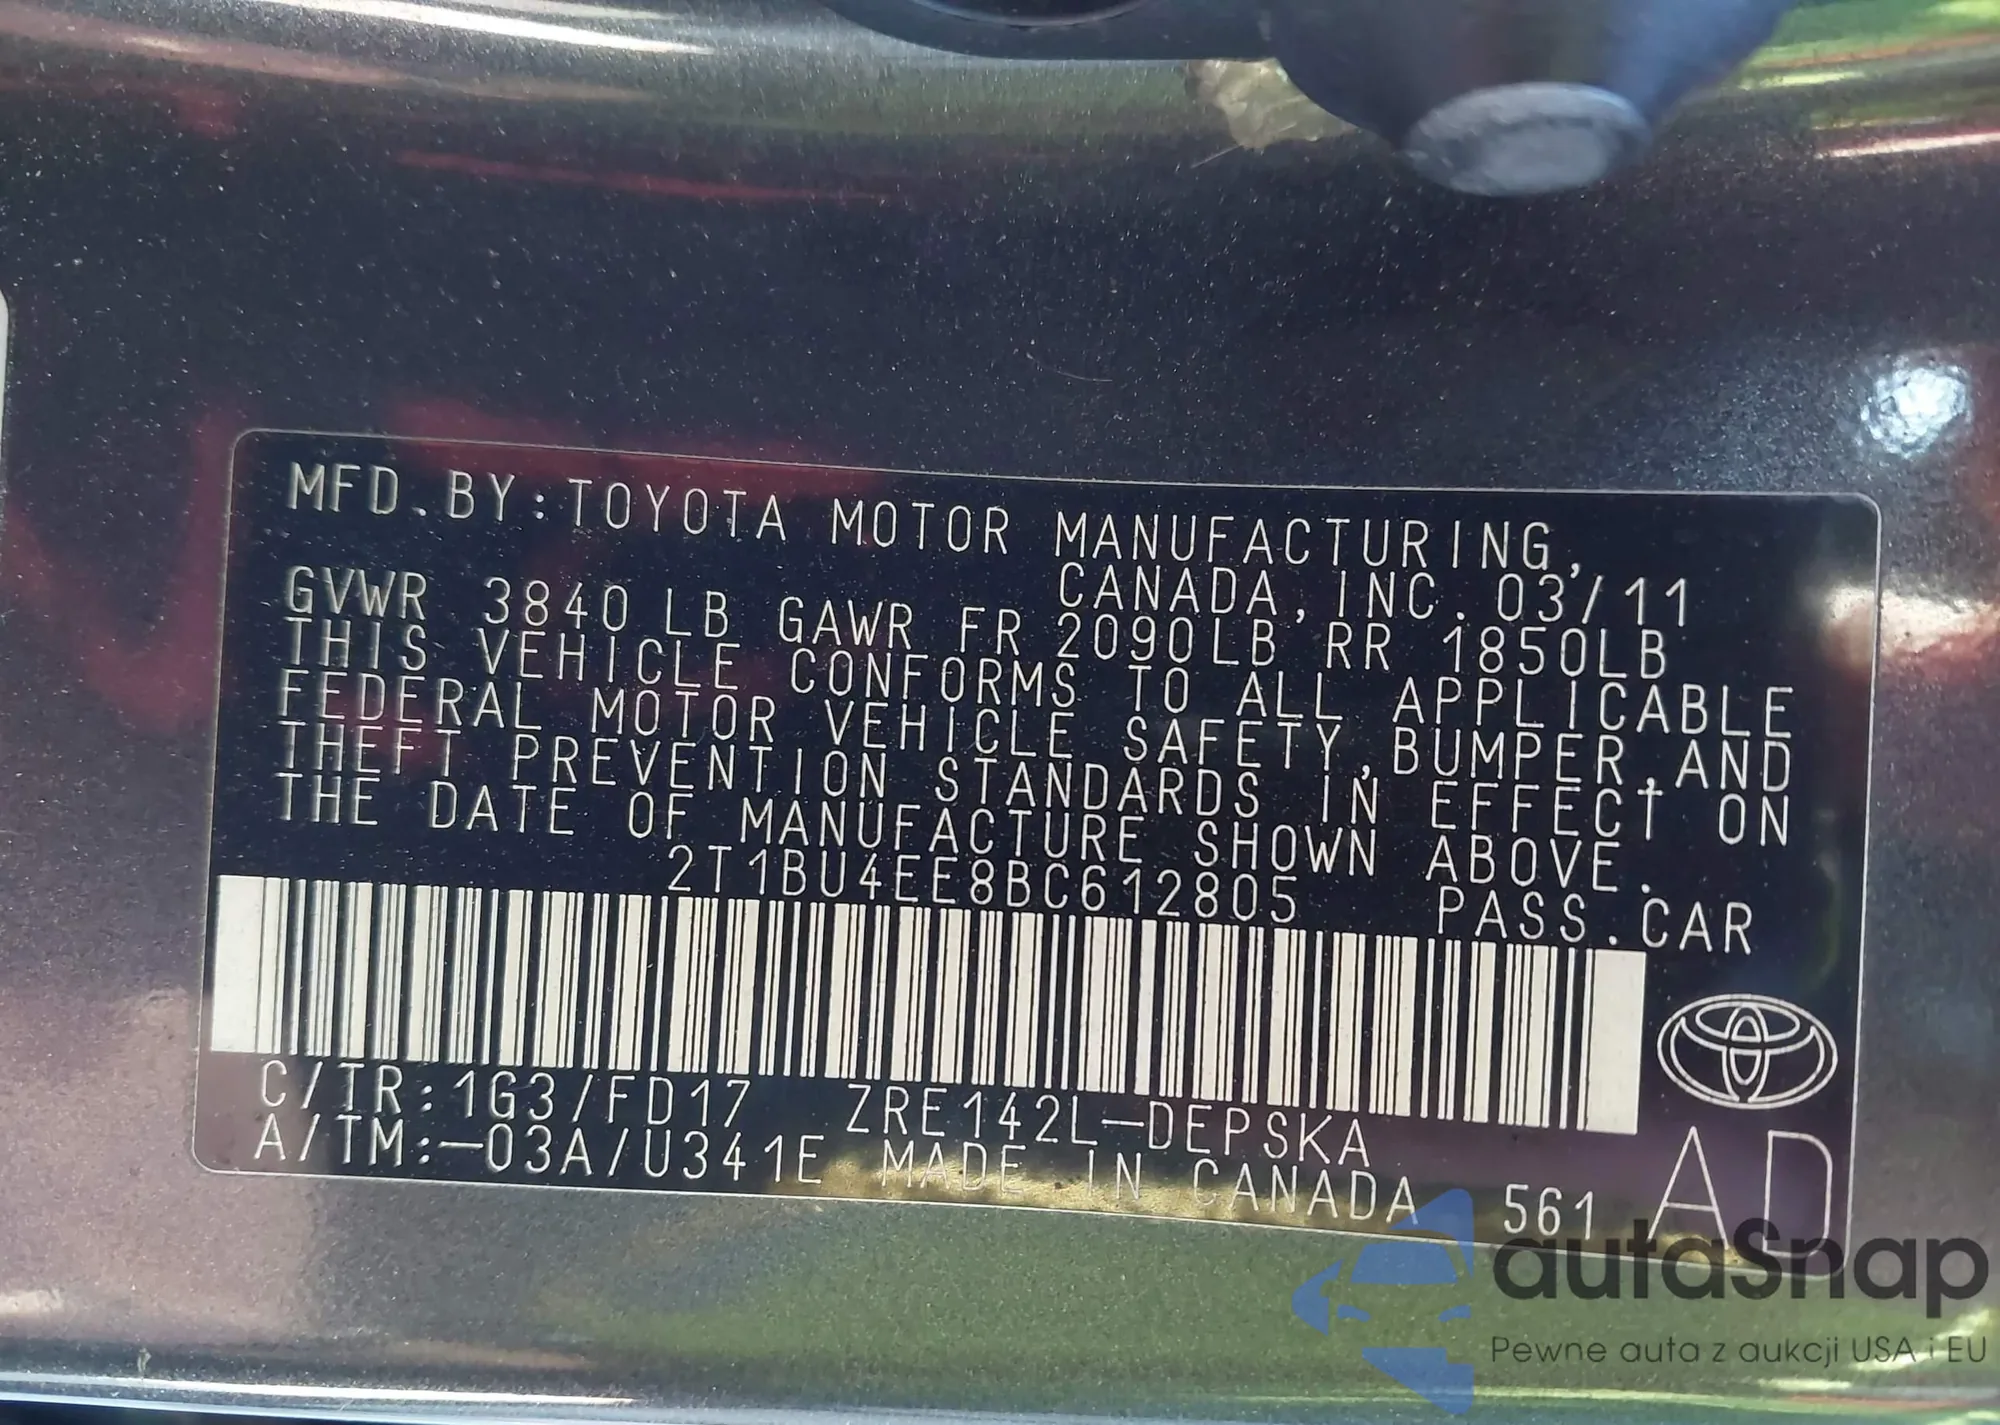 MFD.BY:TOYOTA MOTOR MANUFACTURING,
CANADA,INC. 03/11
GVWR 3840 LB GAWR FR 2090LB RR 1850LB
THIS VEHICLE CONFORMS TO ALL APPLICABLE
FEDERAL MOTOR VEHICLE SAFETY,BUMPER,AND
THEFT PREVENTION STANDARDS IN EFFECT ON
THE DATE OF MANUFACTURE SHOWN ABOVE.
2T1BU4EE8BC612805 PASS.CAR
C/TR:1G3/FD17 ZRE142L-DEPSKA
A/TM:-03A/U341E MADE IN CANADA 561 AD
autaSnap
Pewne auta z aukcji USA i EU